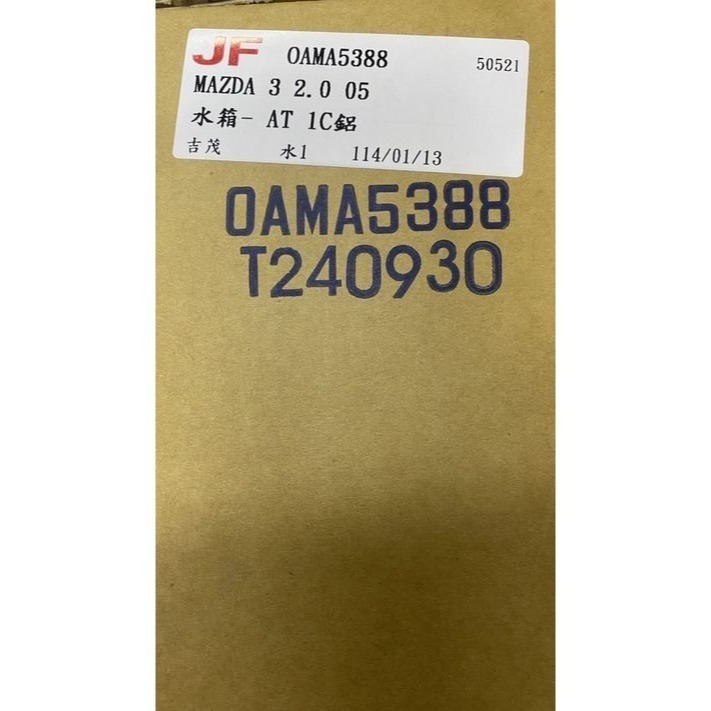 JF OAMA5388 50521
MAZDA 3 2.0 05
水箱- AT 1C鋁
吉茂 水1 114/01/13
OAMA5388
T240930